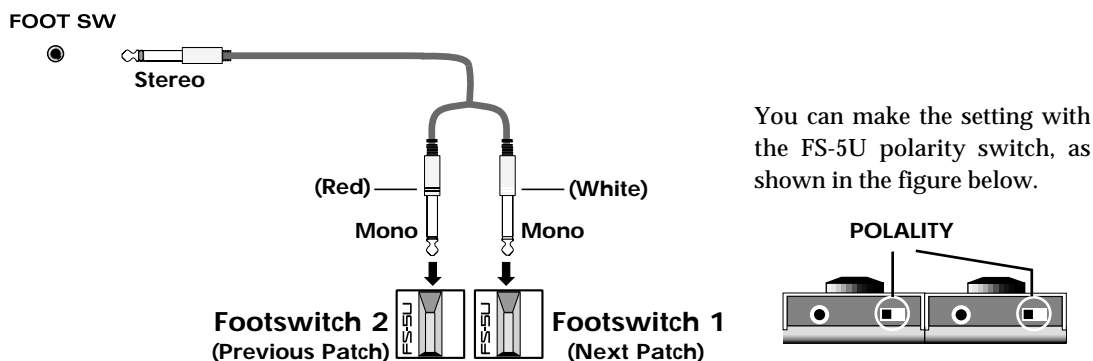 FOOT SW
Stereo
(Red)
(White)
Mono
Mono
FS-5U
FS-5U
Footswitch 2
(Previous Patch)
Footswitch 1
(Next Patch)
You can make the setting with
the FS-5U polarity switch, as
shown in the figure below.
POLALITY